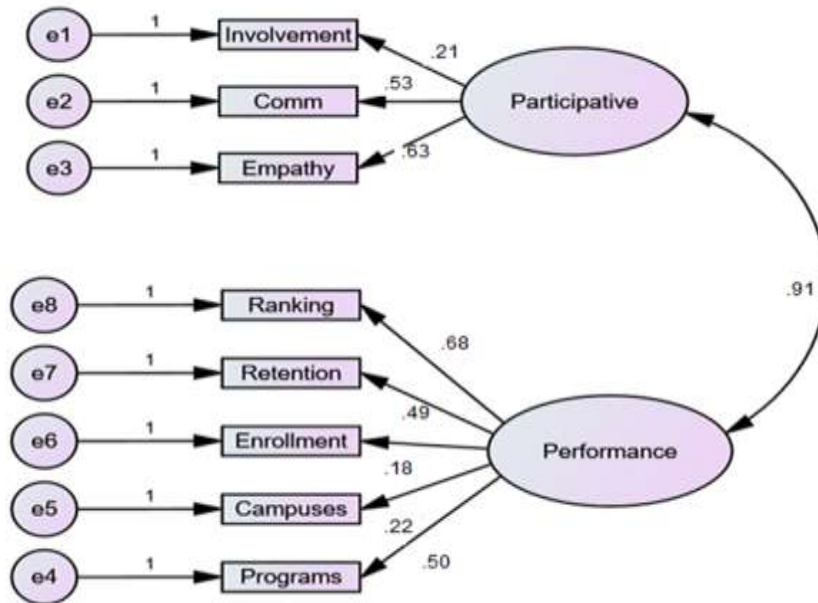 e1 1 Involvement
.21
e2 1 Comm .53 Participative
e3 1 Empathy .63
.91
e8 1 Ranking
.68
e7 1 Retention
.49
e6 1 Enrollment Performance
.18
e5 1 Campuses
.22
.50
e4 1 Programs